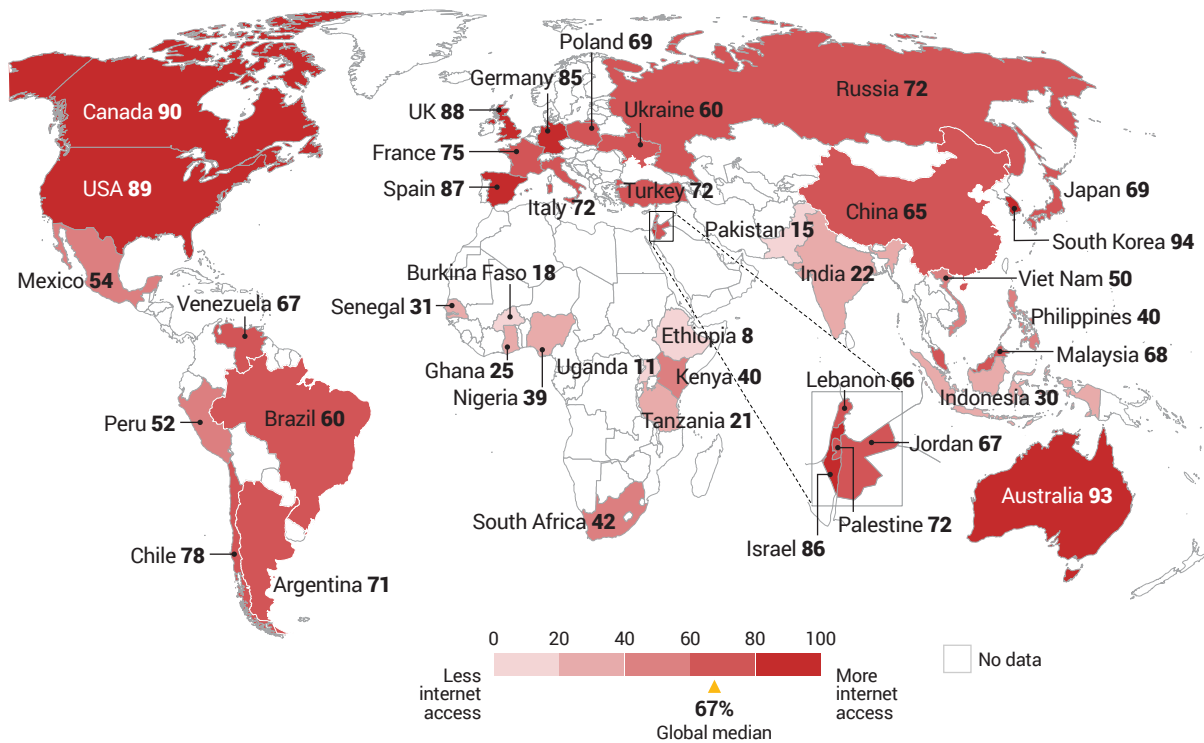 Poland 69
Germany 85
Russia 72
Canada 90
UK 88
Ukraine 60
France 75
USA 89
Spain 87
Turkey 72
Japan 69
Italy 72
China 65
Pakistan 15
South Korea 94
Mexico 54
Burkina Faso 18
India 22
Viet Nam 50
Venezuela 67
Senegal 31
Philippines 40
Ethiopia 8
Malaysia 68
Ghana 25
Uganda 11
Kenya 40
Lebanon 66
Nigeria 39
Indonesia 30
Peru 52
Brazil 60
Tanzania 21
Jordan 67
Australia 93
South Africa 42
Palestine 72
Israel 86
Chile 78
Argentina 71
0 20 40 60 80 100
No data
Less
internet
access
More
internet
access
67%
Global median